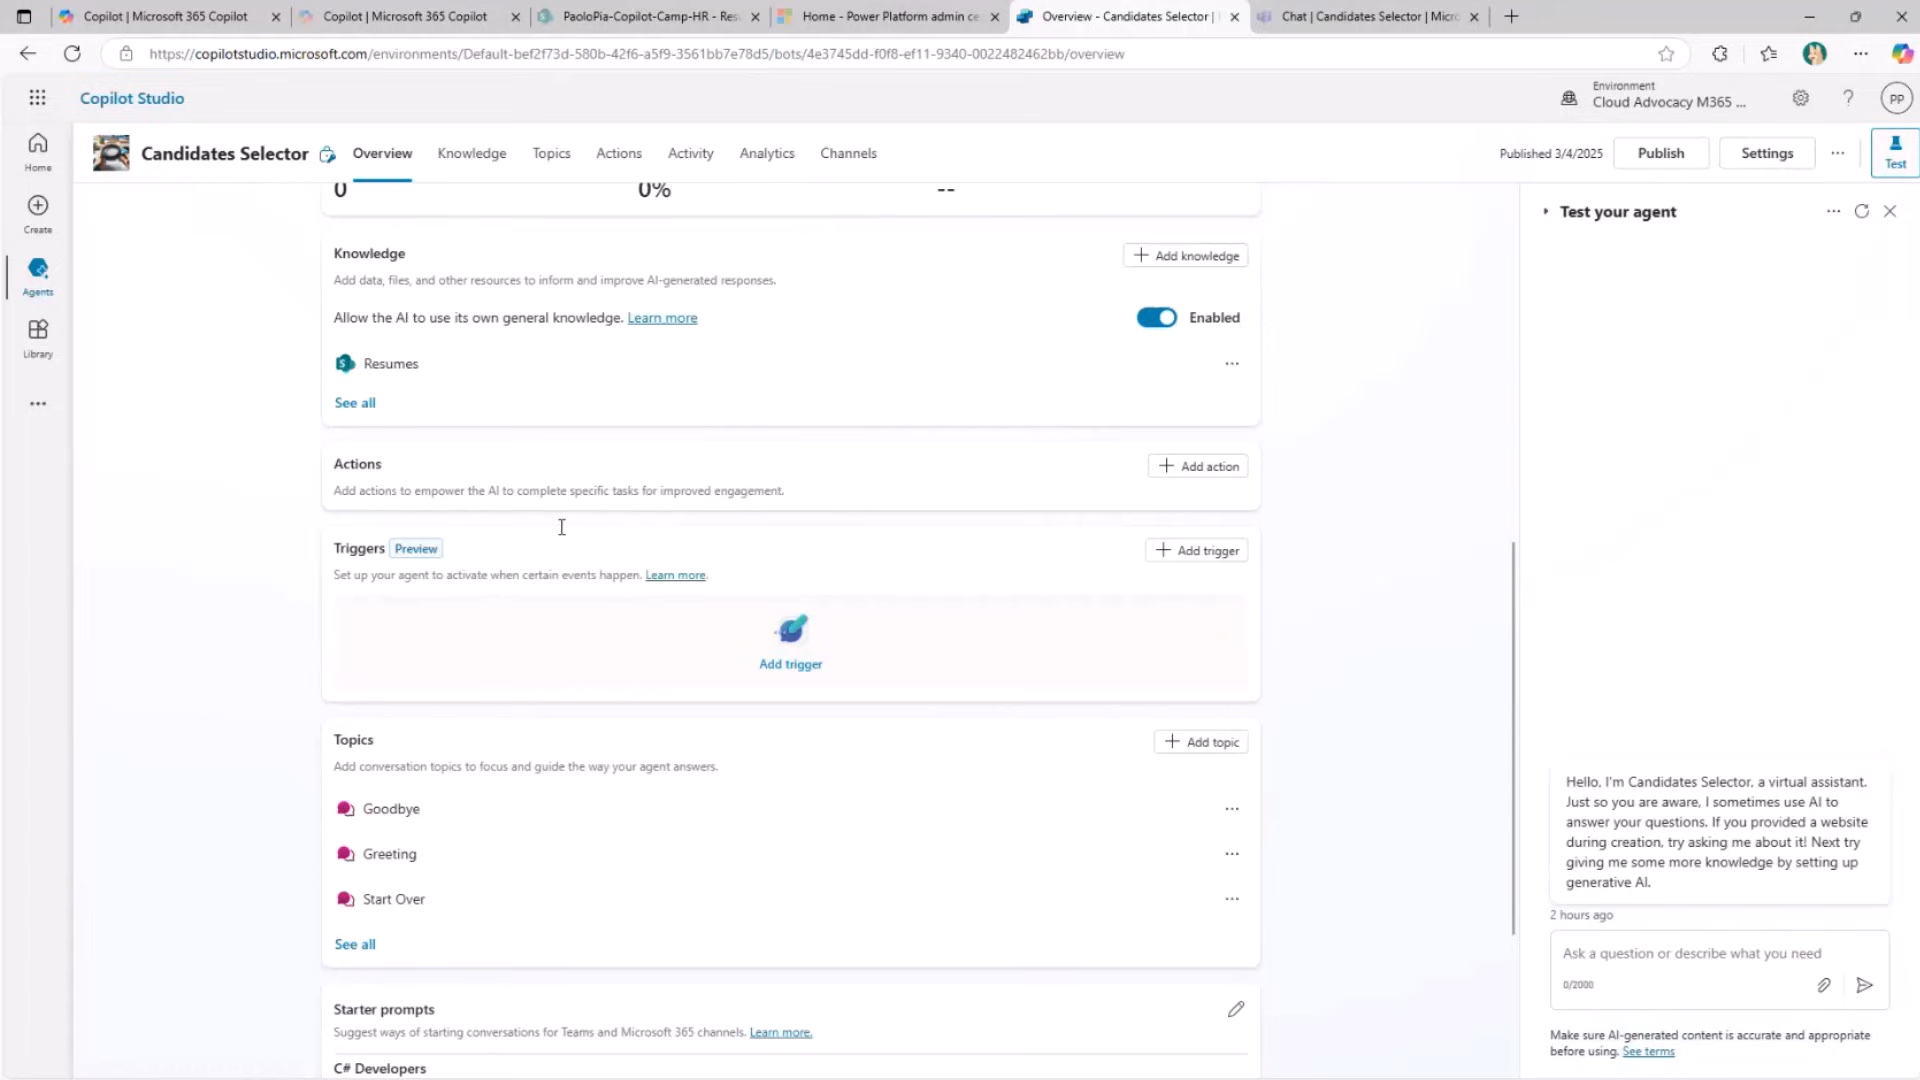 Copilot | Microsoft 365 Copilot
Copilot | Microsoft 365 Copilot
PaoloPia-Copilot-Camp-HR - Res
Home - Power Platform admin ce
Overview - Candidates Selector |
Chat | Candidates Selector | Micro
https://copilotstudio.microsoft.com/environments/Default-bef2f73d-580b-42f6-a5f9-3561bb7e78d5/bots/4e3745dd-f0f8-ef11-9340-0022482462bb/overview
Copilot Studio
Environment
Cloud Advocacy M365 ...
PP
Home
Create
Agents
Library
Candidates Selector
Overview
Knowledge
Topics
Actions
Activity
Analytics
Channels
Published 3/4/2025
Publish
Settings
Test
0
0%
--
Knowledge
Add knowledge
Add data, files, and other resources to inform and improve AI-generated responses.
Allow the AI to use its own general knowledge. Learn more
Enabled
Resumes
See all
Actions
Add action
Add actions to empower the AI to complete specific tasks for improved engagement.
Triggers Preview
Add trigger
Set up your agent to activate when certain events happen. Learn more.
Add trigger
Topics
Add topic
Add conversation topics to focus and guide the way your agent answers.
Goodbye
Greeting
Start Over
See all
Starter prompts
Suggest ways of starting conversations for Teams and Microsoft 365 channels. Learn more.
C# Developers
Test your agent
Hello, I'm Candidates Selector, a virtual assistant.
Just so you are aware, I sometimes use AI to
answer your questions. If you provided a website
during creation, try asking me about it! Next try
giving me some more knowledge by setting up
generative AI.
2 hours ago
Ask a question or describe what you need
0/2000
Make sure AI-generated content is accurate and appropriate
before using. See terms